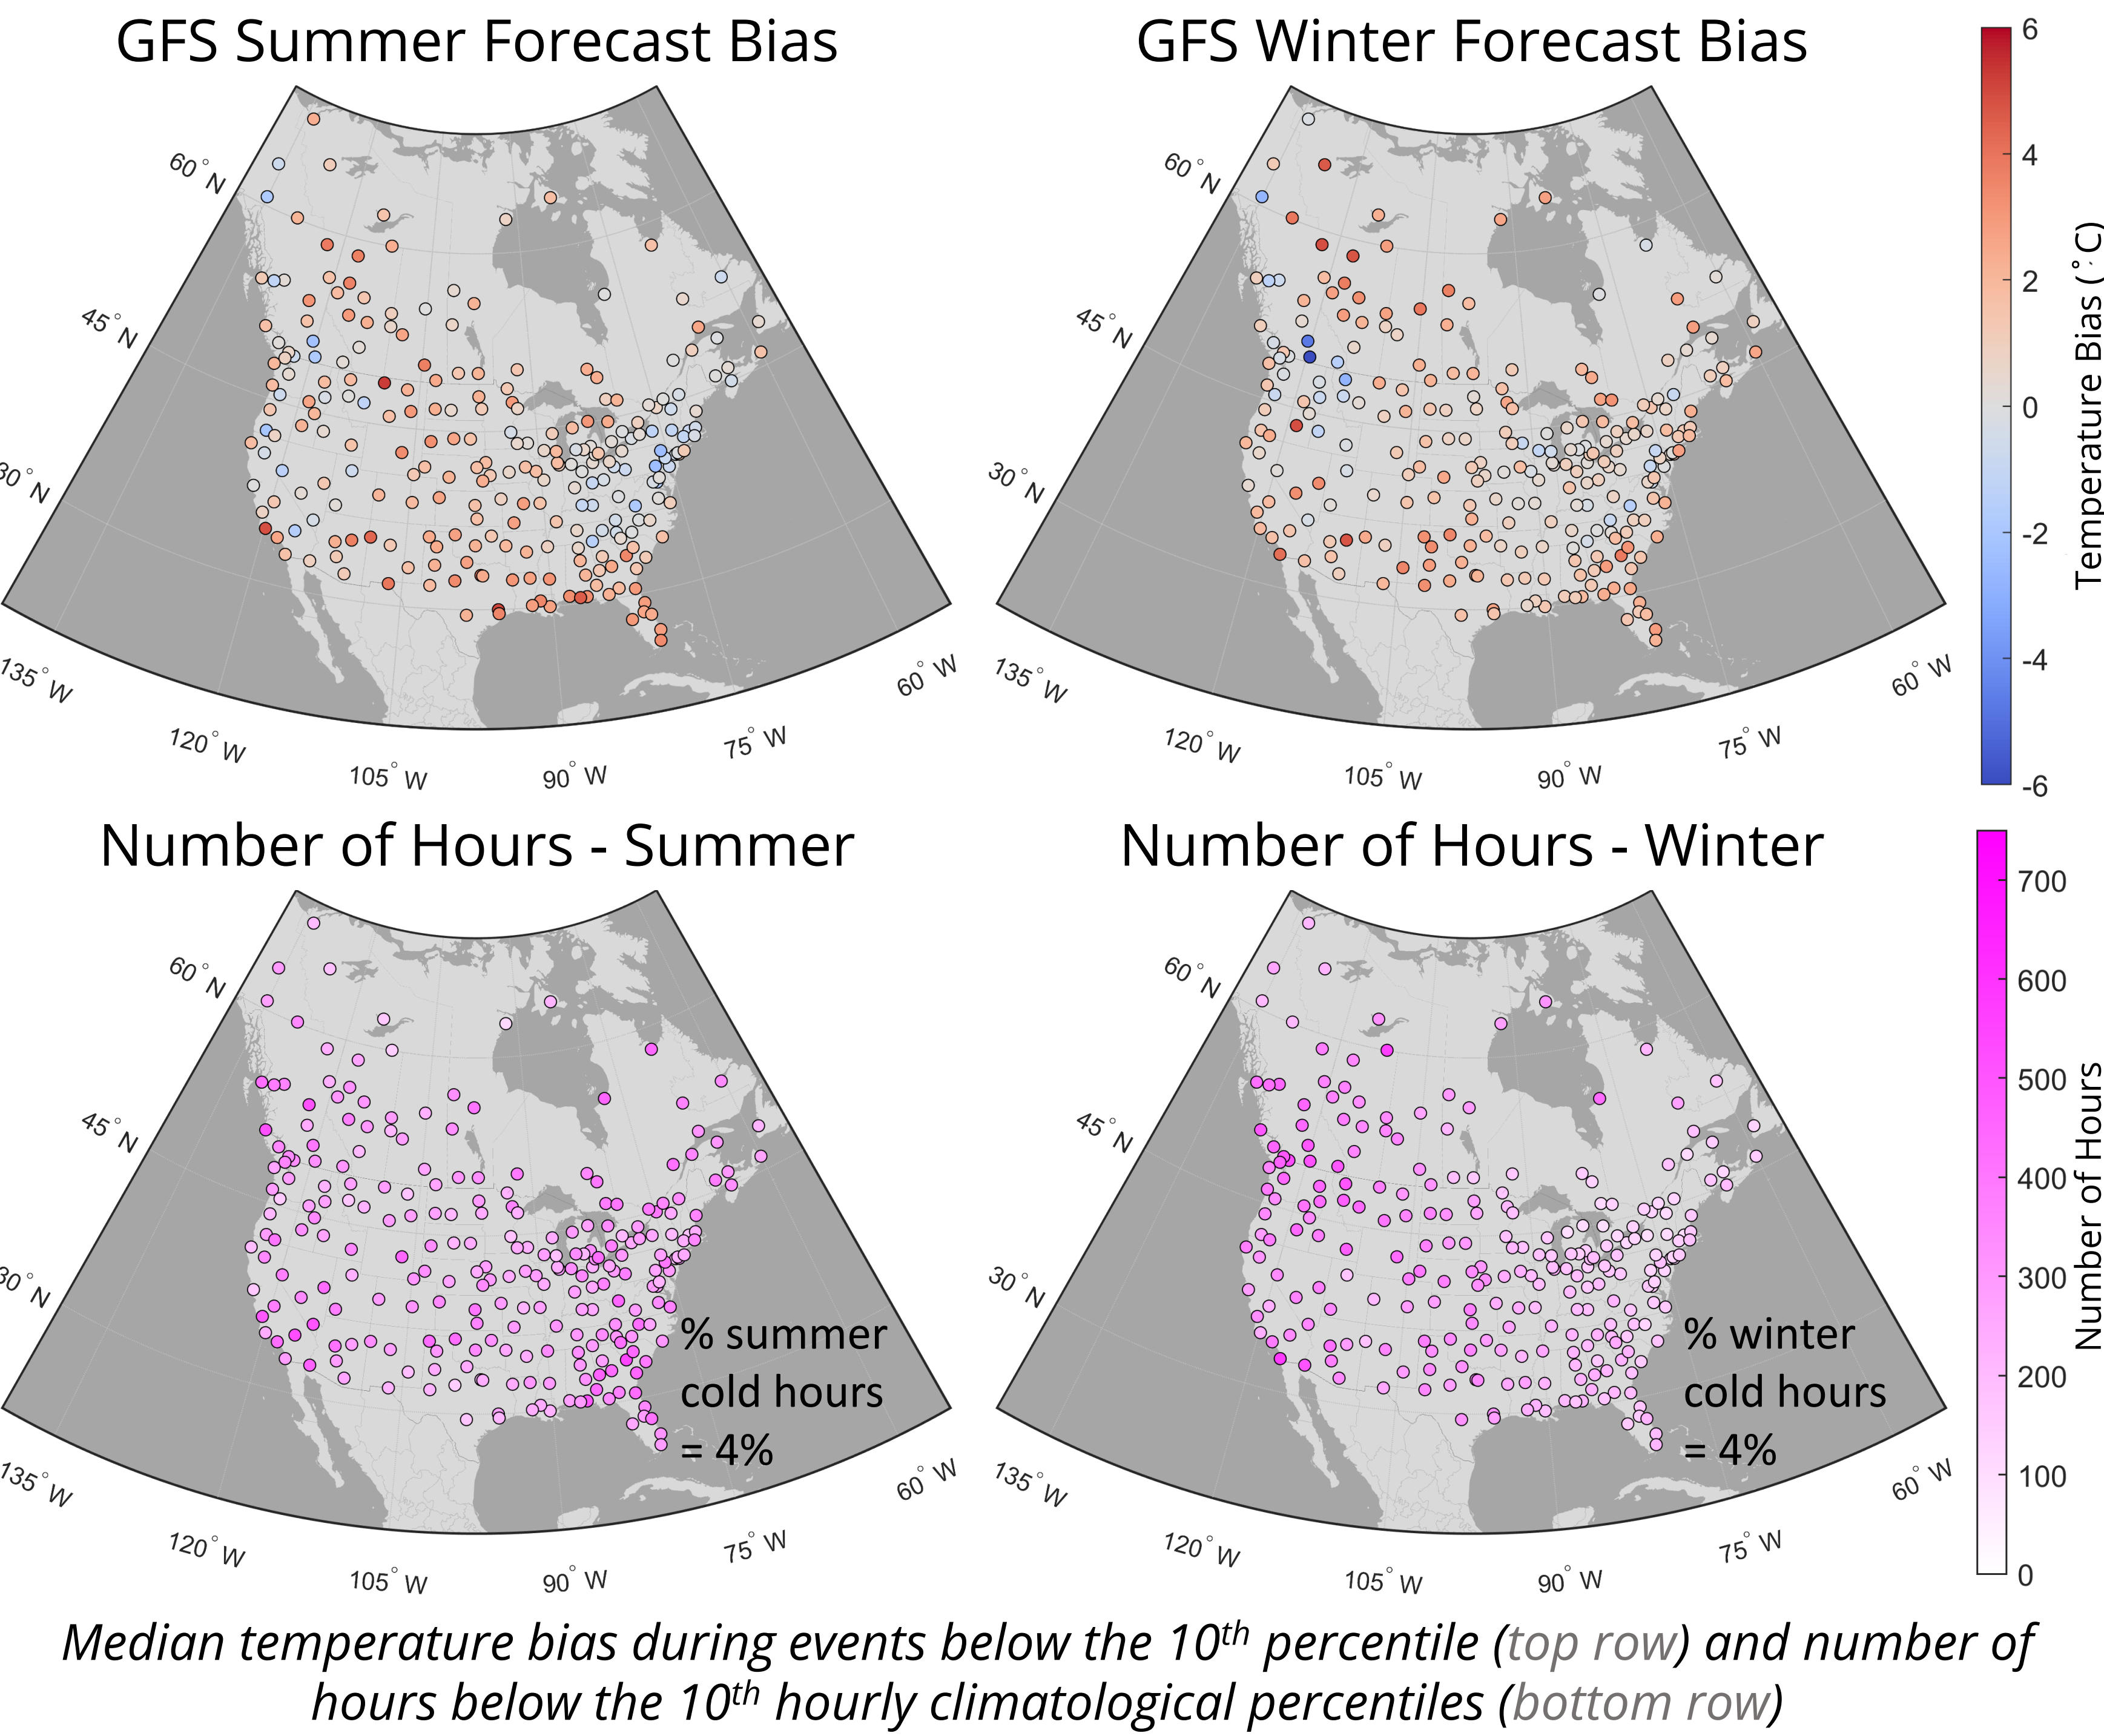 GFS Summer Forecast Bias
GFS Winter Forecast Bias
60° N
45° N
30° N
135° W
120° W
105° W
90° W
75° W
60° W
60° N
45° N
30° N
135° W
120° W
105° W
90° W
75° W
60° W
6
4
2
0
-2
-4
-6
Temperature Bias (°C)
Number of Hours - Summer
Number of Hours - Winter
60° N
45° N
30° N
135° W
120° W
105° W
90° W
75° W
60° W
% summer
cold hours
= 4%
60° N
45° N
30° N
135° W
120° W
105° W
90° W
75° W
60° W
% winter
cold hours
= 4%
700
600
500
400
300
200
100
0
Number of Hours
Median temperature bias during events below the 10th percentile (top row) and number of
hours below the 10th hourly climatological percentiles (bottom row)